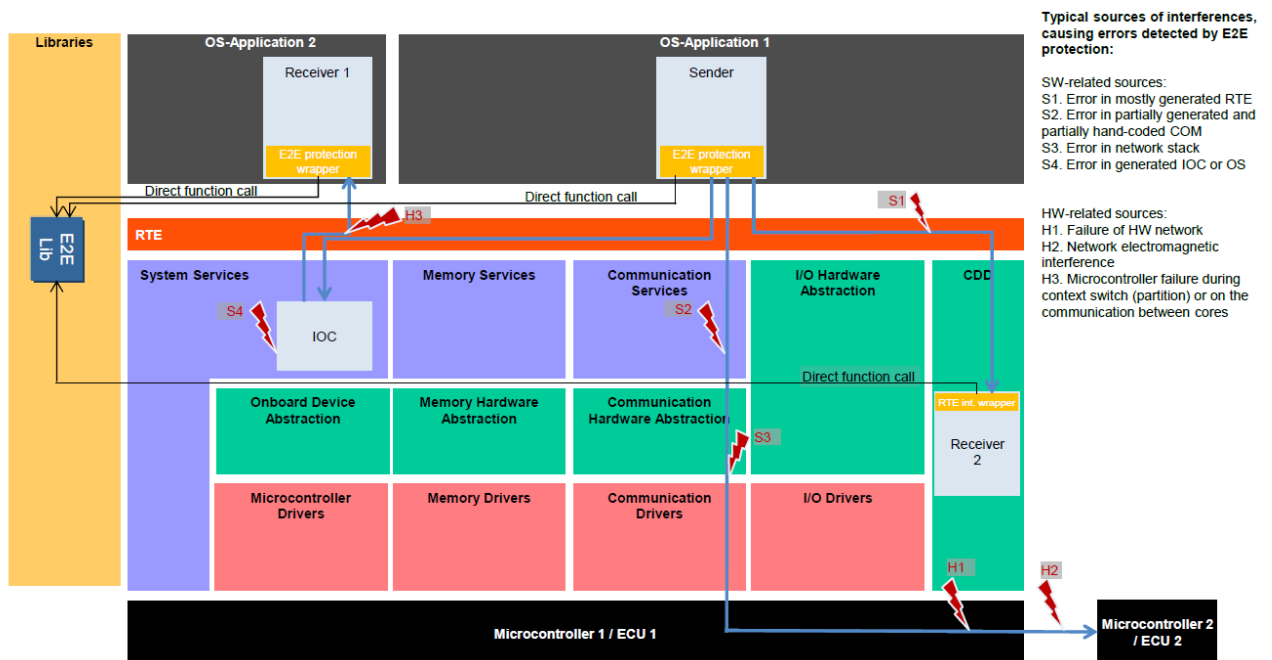 Libraries
OS-Application 2
OS-Application 1
Receiver 1
Sender
E2E protection
wrapper
E2E protection
wrapper
Direct function call
Direct function call
S1
H3
RTE
E2E
Lib
System Services
Memory Services
Communication
Services
I/O Hardware
Abstraction
CDD
S4
S2
IOC
Direct function call
Onboard Device
Abstraction
Memory Hardware
Abstraction
Communication
Hardware Abstraction
RTE int. wrapper
Receiver
2
S3
Microcontroller
Drivers
Memory Drivers
Communication
Drivers
I/O Drivers
H1
H2
Microcontroller 1 / ECU 1
Microcontroller 2
/ ECU 2
Typical sources of interferences,
causing errors detected by E2E
protection:
SW-related sources:
S1. Error in mostly generated RTE
S2. Error in partially generated and
partially hand-coded COM
S3. Error in network stack
S4. Error in generated IOC or OS
HW-related sources:
H1. Failure of HW network
H2. Network electromagnetic
interference
H3. Microcontroller failure during
context switch (partition) or on the
communication between cores